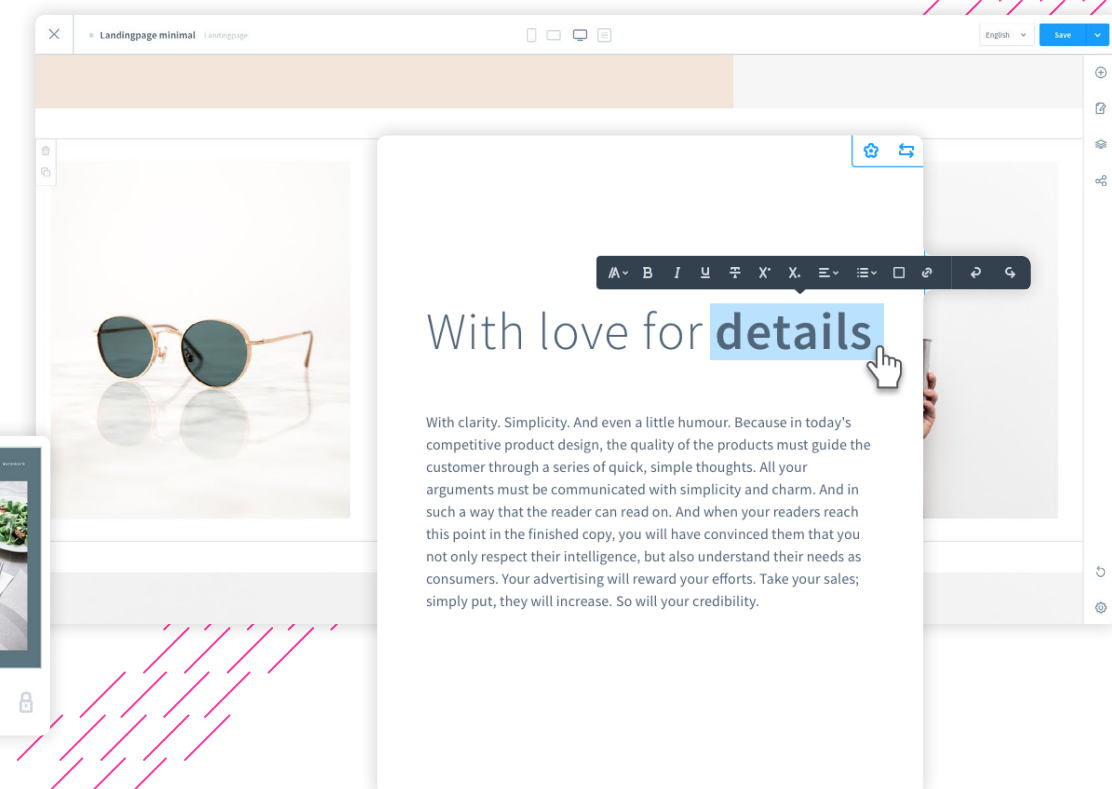 Landingpage minimal Landingpage
English
Save
With love for details
With clarity. Simplicity. And even a little humour. Because in today's
competitive product design, the quality of the products must guide the
customer through a series of quick, simple thoughts. All your
arguments must be communicated with simplicity and charm. And in
such a way that the reader can read on. And when your readers reach
this point in the finished copy, you will have convinced them that you
not only respect their intelligence, but also understand their needs as
consumers. Your advertising will reward your efforts. Take your sales;
simply put, they will increase. So will your credibility.